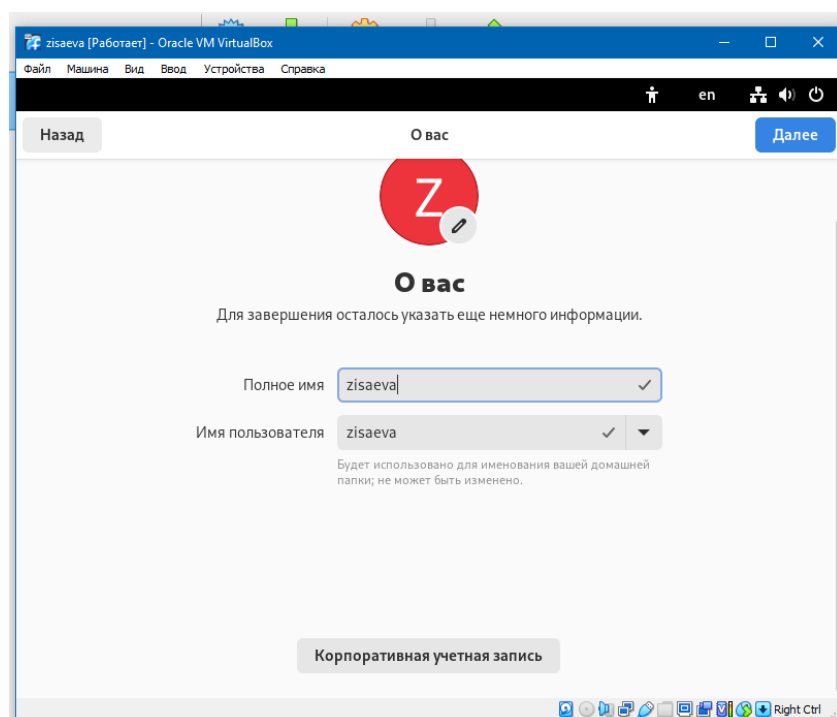 zisaeva [Работает] - Oracle VM VirtualBox
Файл Машина Вид Ввод Устройства Справка
en
Назад
О вас
Далее
Z
О вас
Для завершения осталось указать еще немного информации.
Полное имя zisaeva
Имя пользователя zisaeva
Будет использовано для именования вашей домашней
папки; не может быть изменено.
Корпоративная учетная запись
Right Ctrl